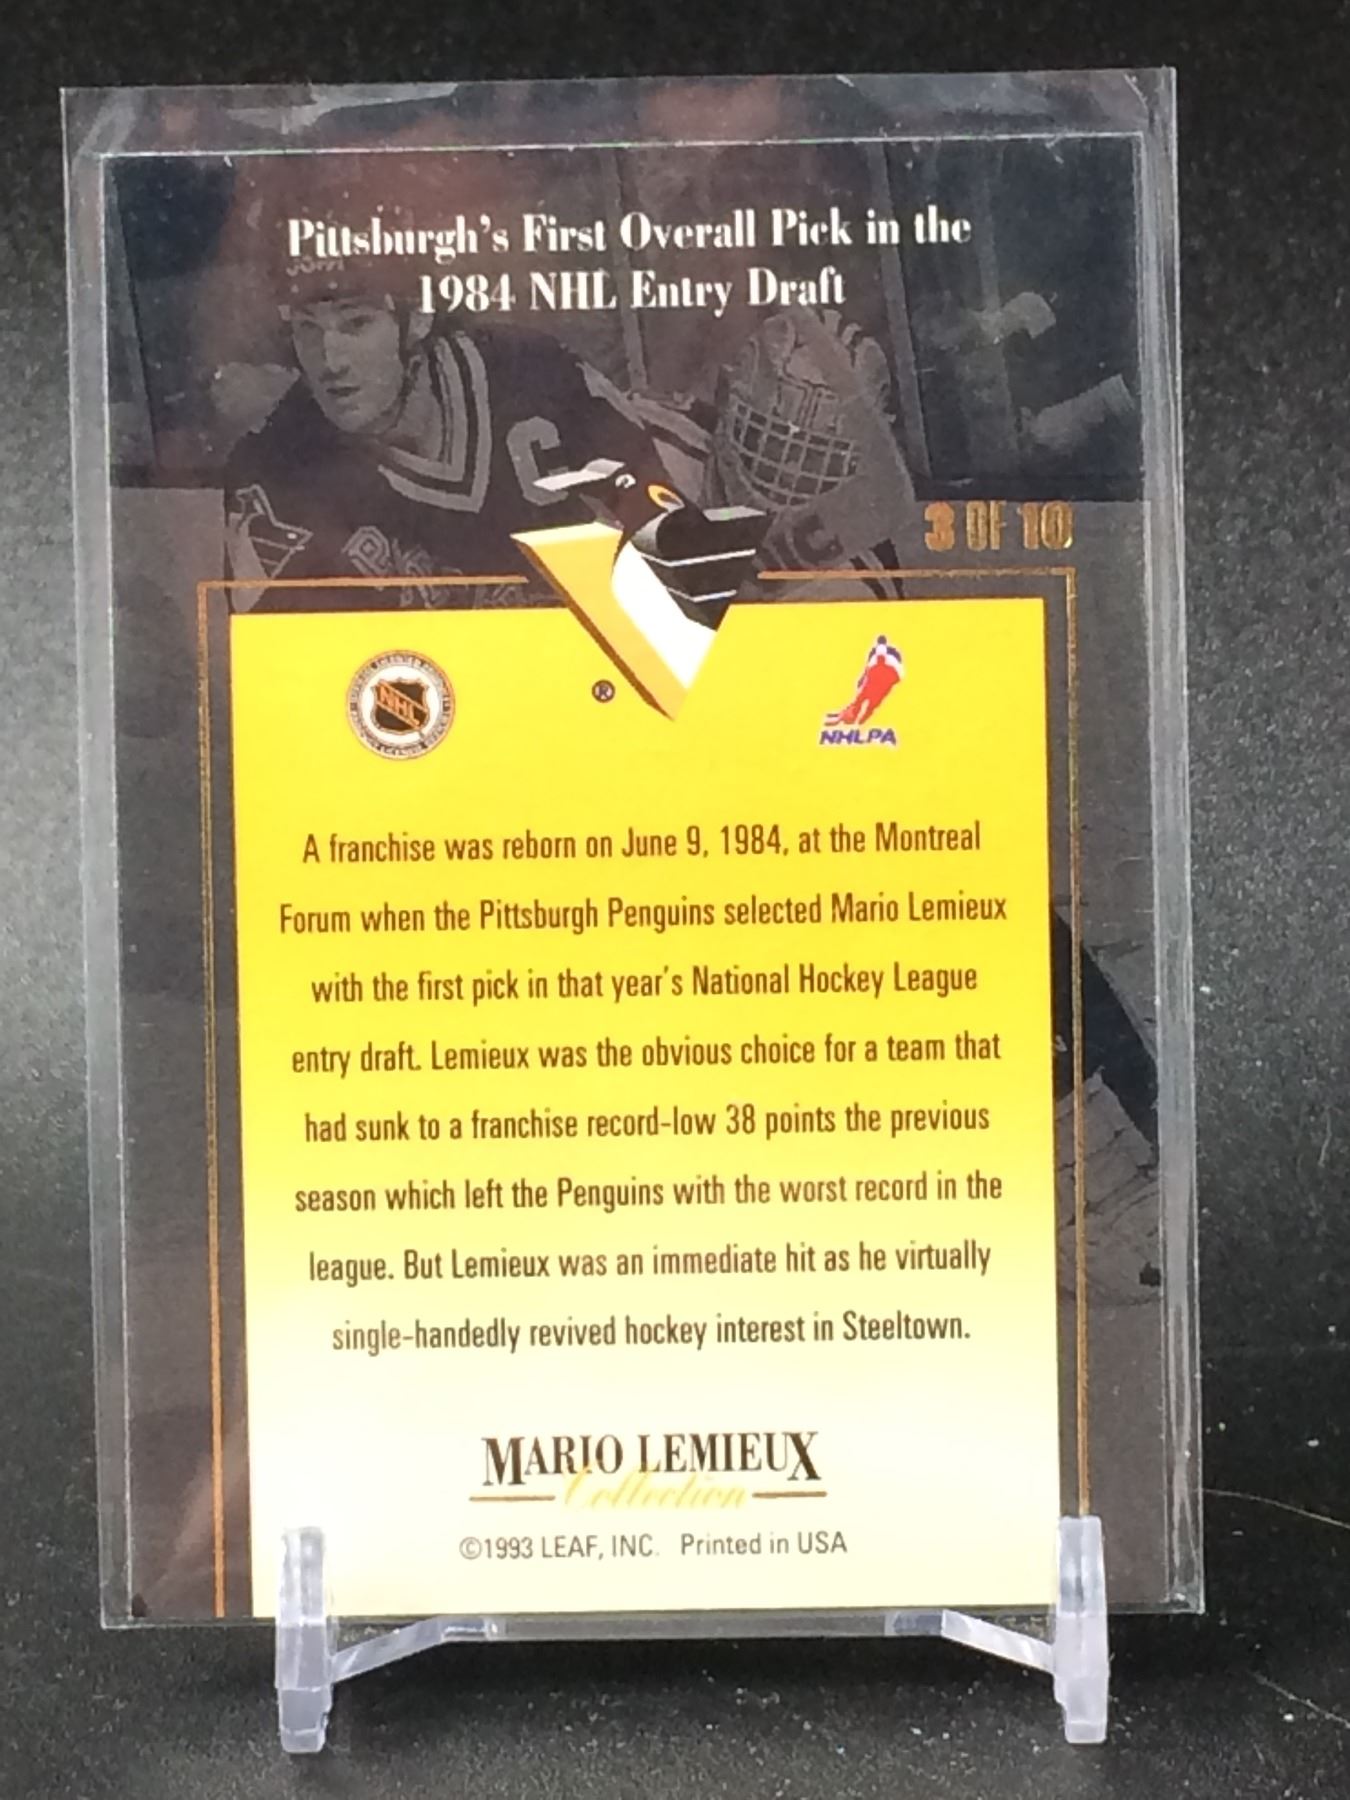 Pittsburgh's First Overall Pick in the
1984 NHL Entry Draft
C
3 OF 10
NHL
®
NHLPA
A franchise was reborn on June 9, 1984, at the Montreal
Forum when the Pittsburgh Penguins selected Mario Lemieux
with the first pick in that year's National Hockey League
entry draft. Lemieux was the obvious choice for a team that
had sunk to a franchise record-low 38 points the previous
season which left the Penguins with the worst record in the
league. But Lemieux was an immediate hit as he virtually
single-handedly revived hockey interest in Steeltown.
MARIO LEMIEUX
Collection
©1993 LEAF, INC. Printed in USA